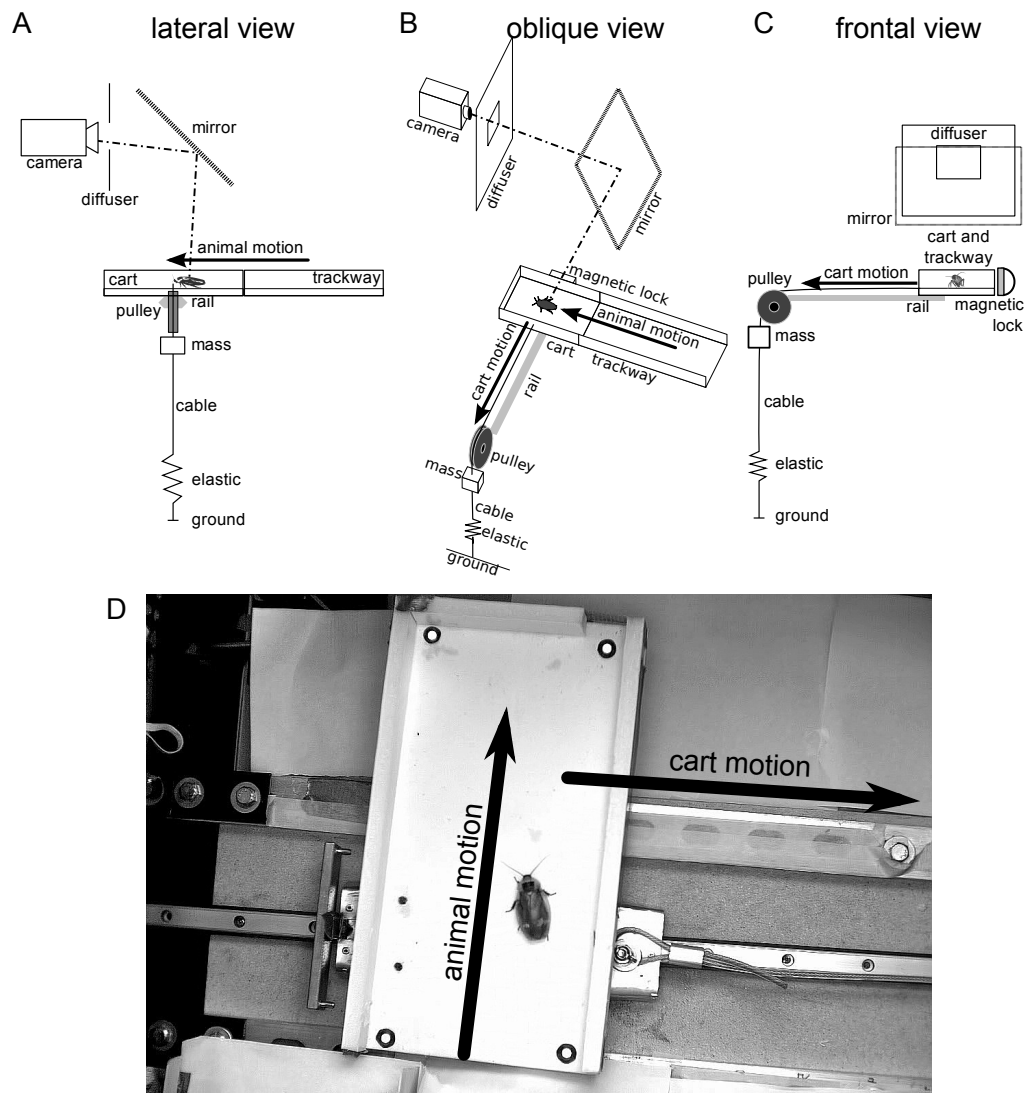 A
lateral view
camera
diffuser
mirror
animal motion
cart
trackway
pulley
rail
mass
cable
elastic
ground
B
oblique view
camera
diffuser
mirror
magnetic lock
animal motion
cart motion
cart
trackway
rail
pulley
mass
cable
elastic
ground
C
frontal view
diffuser
mirror
cart and
trackway
pulley
cart motion
rail
magnetic
lock
mass
cable
elastic
ground
D
cart motion
animal motion